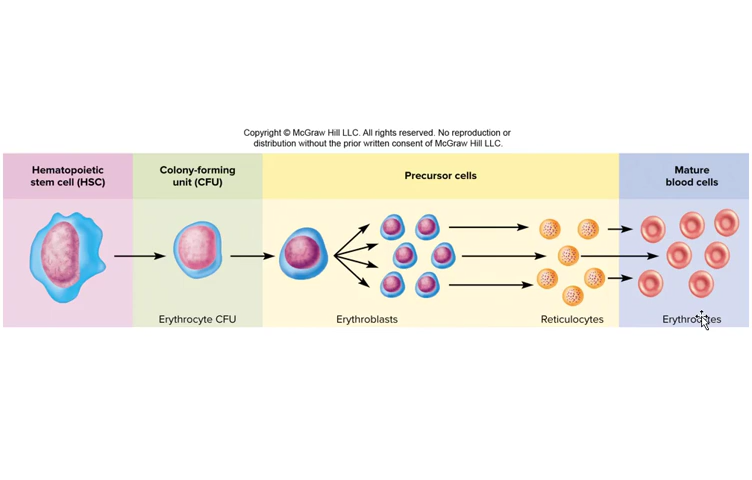 Copyright © McGraw Hill LLC. All rights reserved. No reproduction or
distribution without the prior written consent of McGraw Hill LLC.
Hematopoietic
stem cell (HSC)
Colony-forming
unit (CFU)
Precursor cells
Mature
blood cells
Erythrocyte CFU
Erythroblasts
Reticulocytes
Erythrocytes